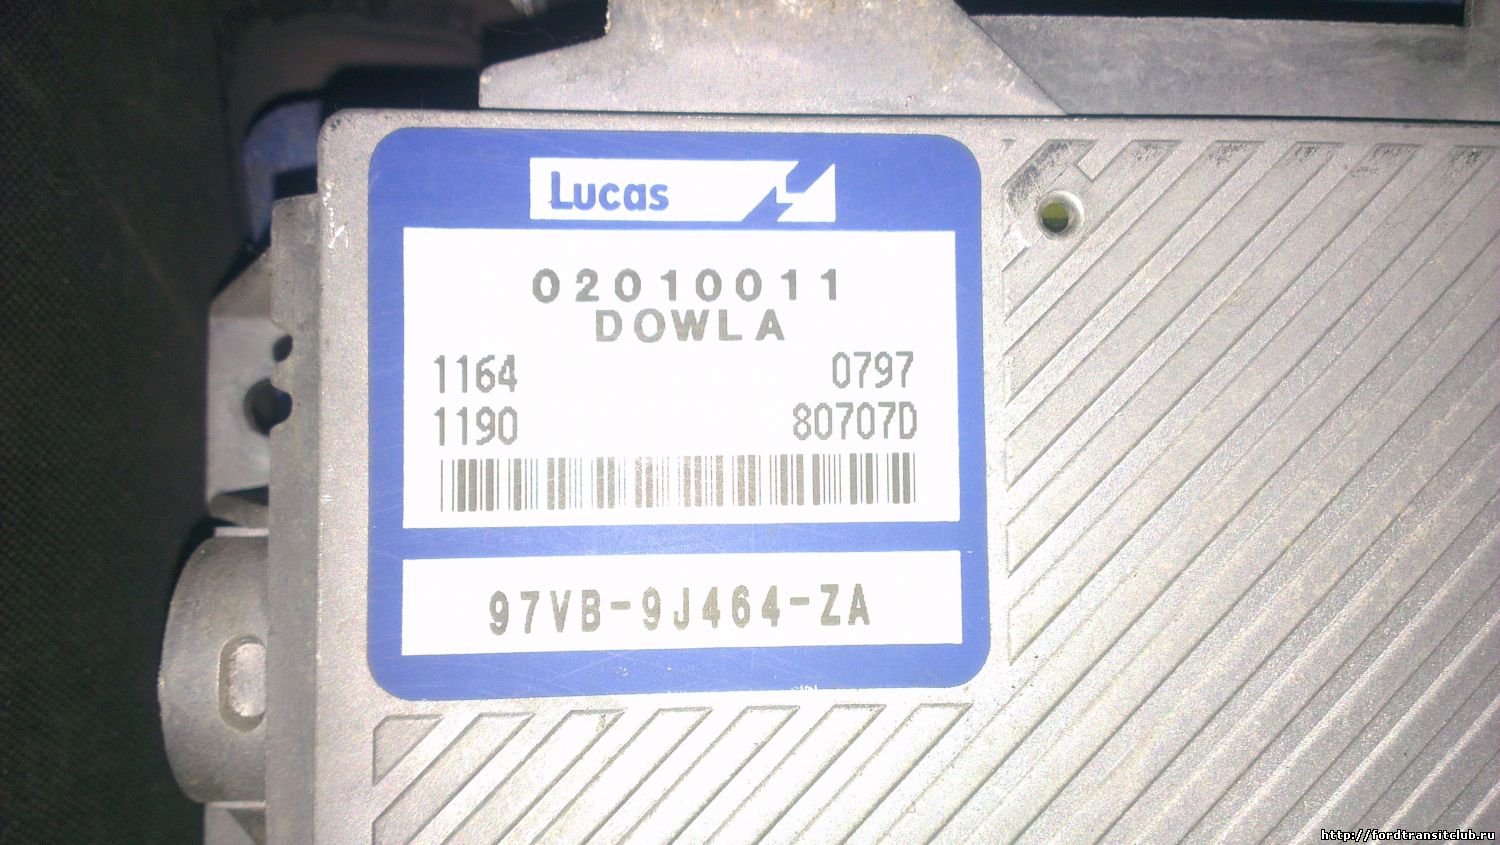 Lucas
02010011
DOWLA
1164 0797
1190 80707D
97VB-9J464-ZA
http://fordtransitclub.ru